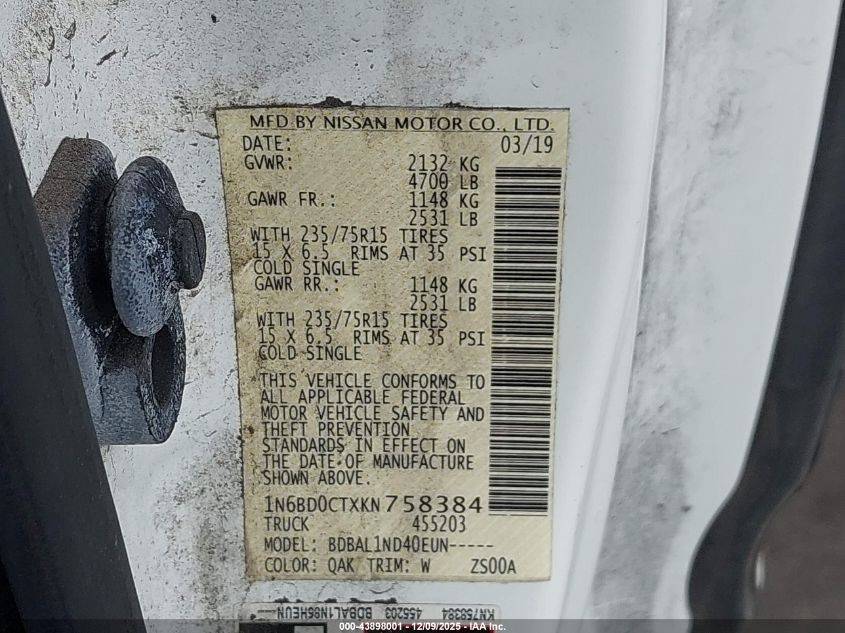 MFD BY NISSAN MOTOR CO., LTD.
DATE: 03/19
GVWR: 2132 KG
4700 LB
GAWR FR.: 1148 KG
2531 LB
WITH 235/75R15 TIRES
15 X 6.5 RIMS AT 35 PSI
COLD SINGLE
GAWR RR.: 1148 KG
2531 LB
WITH 235/75R15 TIRES
15 X 6.5 RIMS AT 35 PSI
COLD SINGLE
THIS VEHICLE CONFORMS TO
ALL APPLICABLE FEDERAL
MOTOR VEHICLE SAFETY AND
THEFT PREVENTION
STANDARDS IN EFFECT ON
THE DATE OF MANUFACTURE
SHOWN ABOVE.
1N6BD0CTXKN758384
TRUCK 455203
MODEL: BDBAL1ND40EUN-----
COLOR: QAK TRIM: W ZS00A
KN758384 455203 BDBAL1N86HEUN---
000-43898001 - 12/09/2025 - IAA Inc.